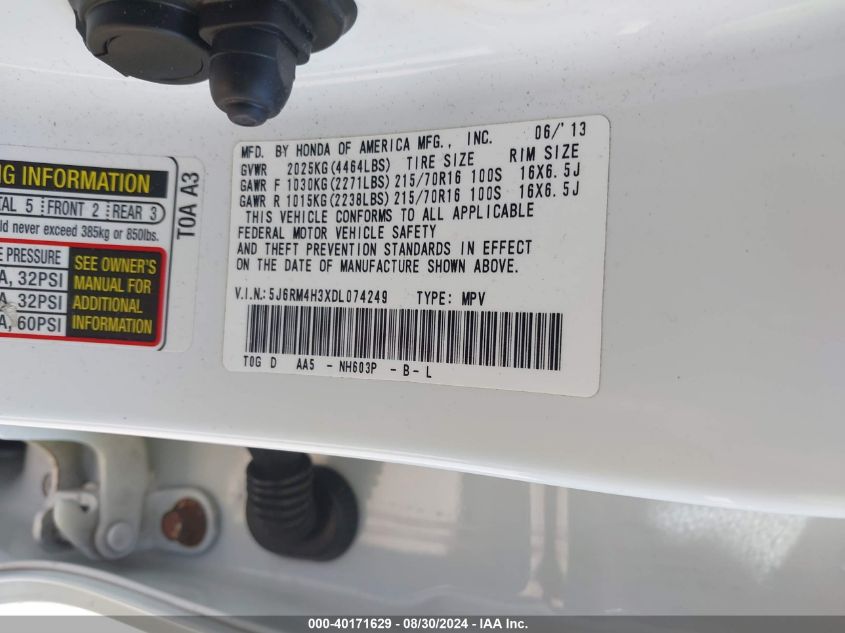 MFD. BY HONDA OF AMERICA MFG., INC. 06/'13
GVWR 2025KG(4464LBS) TIRE SIZE RIM SIZE
GAWR F 1030KG(2271LBS) 215/70R16 100S 16X6.5J
GAWR R 1015KG(2238LBS) 215/70R16 100S 16X6.5J
THIS VEHICLE CONFORMS TO ALL APPLICABLE
FEDERAL MOTOR VEHICLE SAFETY
AND THEFT PREVENTION STANDARDS IN EFFECT
ON THE DATE OF MANUFACTURE SHOWN ABOVE.
V.I.N.:5J6RM4H3XDL074249 TYPE: MPV
TOG D AA5 - NH603P - B - L
NG INFORMATION
TAL 5 FRONT 2 REAR 3
ld never exceed 385kg or 850lbs.
E PRESSURE
A, 32PSI
A, 32PSI
A, 60PSI
SEE OWNER'S
MANUAL FOR
ADDITIONAL
INFORMATION
T0A A3
000-40171629 / 08/30/2024 - IAA Inc.